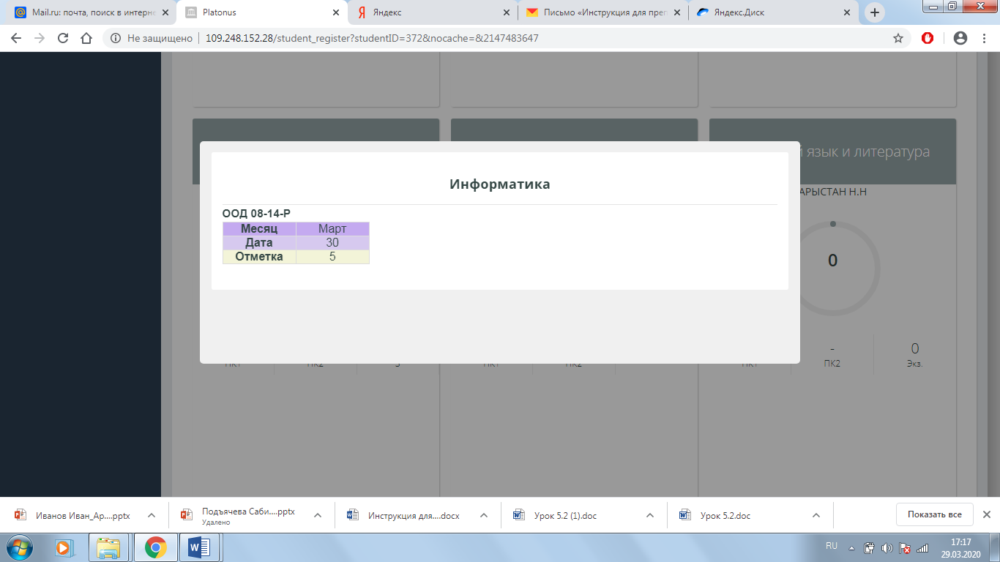 Mail.ru: почта, поиск в интерне
Platonus
Яндекс
Письмо «Инструкция для преп
Яндекс.Диск
Не защищено
109.248.152.28/student_register?studentID=372&nocache=&2147483647
язык и литература
АРЫСТАН Н.Н
Информатика
ООД 08-14-Р
Месяц Март
Дата 30
Отметка 5
0
-
0
ПК2
Экз.
Иванов Иван_Ар....pptx
Подъячева Саби....pptx
Удалено
Инструкция для....docx
Урок 5.2 (1).doc
Урок 5.2.doc
Показать все
RU
17:17
29.03.2020